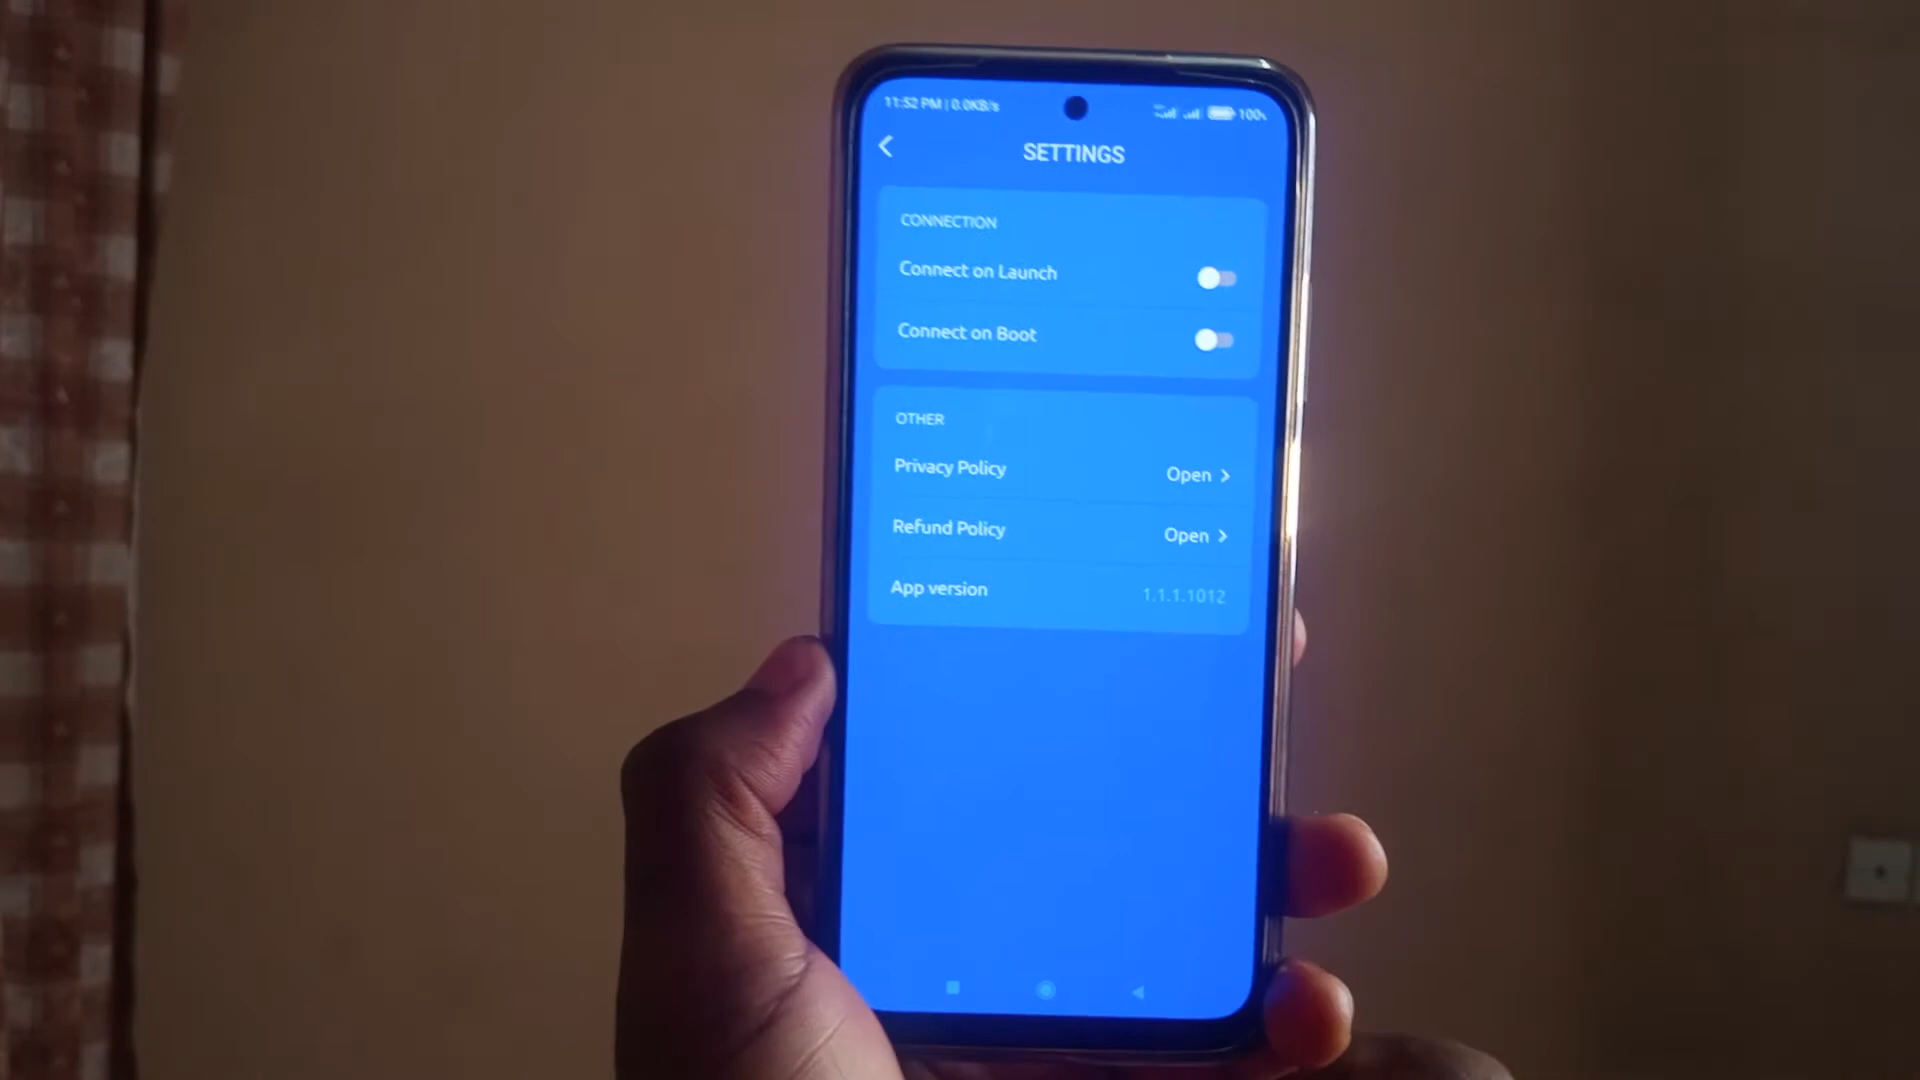 11:52 PM | 0.0KB/s 100%
SETTINGS
CONNECTION
Connect on Launch
Connect on Boot
OTHER
Privacy Policy Open
Refund Policy Open
App version 1.1.1.1012